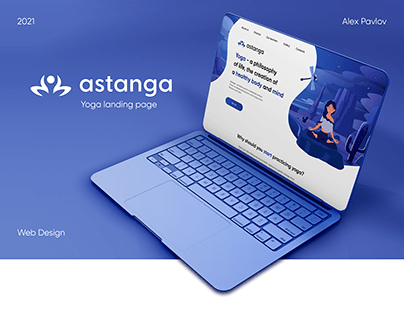 2021
Alex Pavlov
astanga
Yoga landing page
astanga
Yoga - a philosophy
of life, the creation of
a healthy body and mind
Why should you start practicing yoga?
Web Design